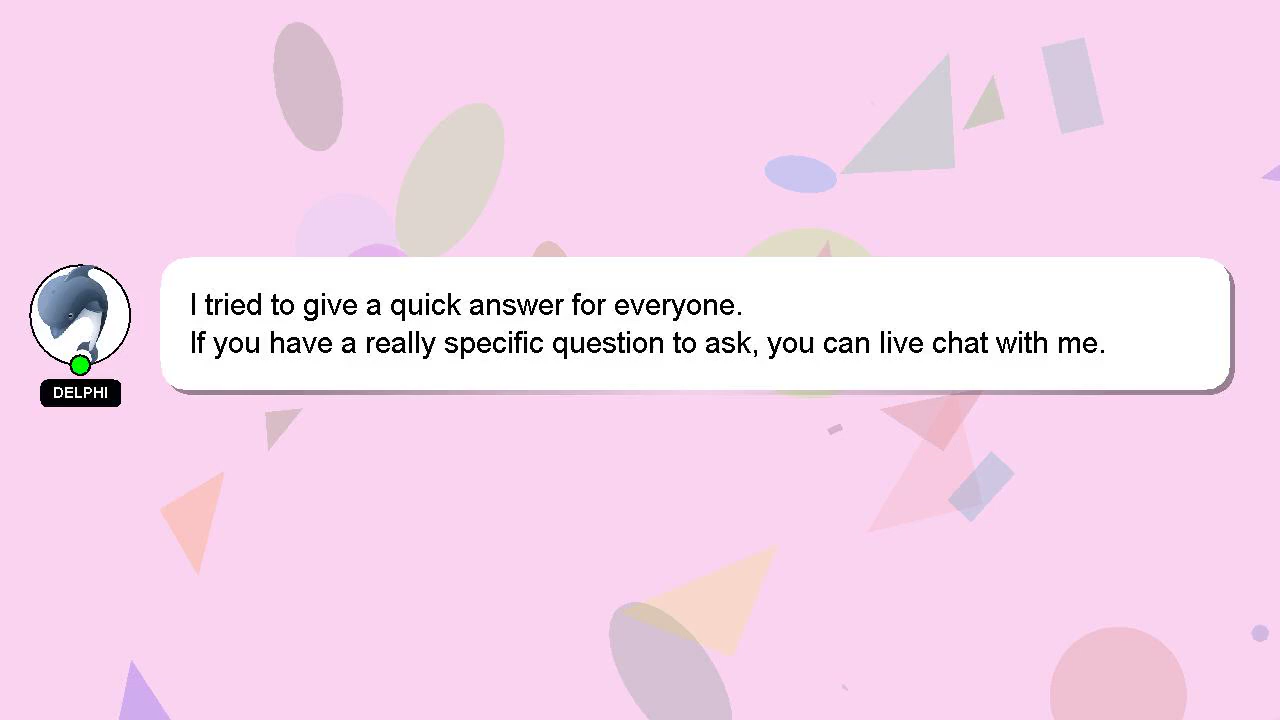 I tried to give a quick answer for everyone.
If you have a really specific question to ask, you can live chat with me.
DELPHI